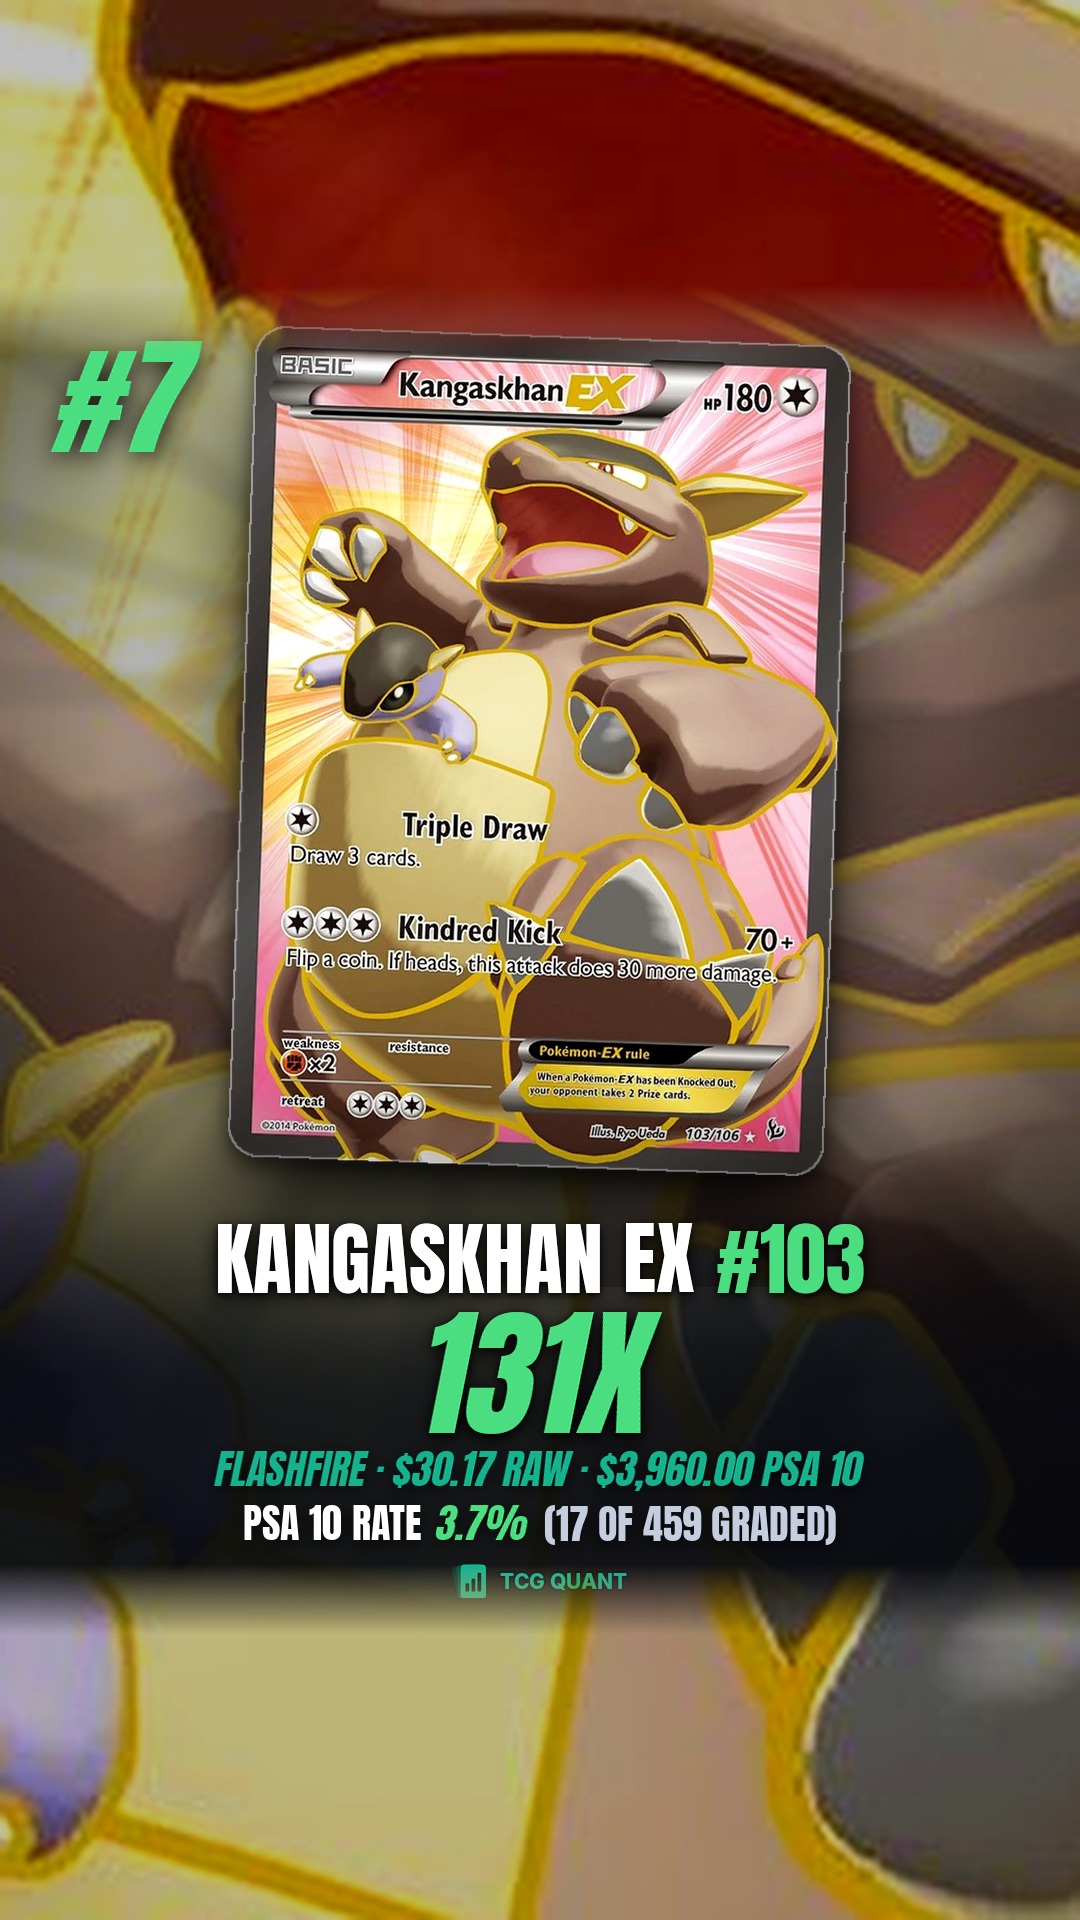 #7
BASIC
Kangaskhan EX
HP 180
Triple Draw
Draw 3 cards.
Kindred Kick 70+
Flip a coin. If heads, this attack does 30 more damage.
weakness resistance
x2
Pokémon-EX rule
When a Pokémon-EX has been Knocked Out,
your opponent takes 2 Prize cards.
retreat
©2014 Pokémon
Illus. Ryo Ueda 103/106
KANGASKHAN EX #103
131X
FLASHFIRE · $30.17 RAW · $3,960.00 PSA 10
PSA 10 RATE 3.7% (17 OF 459 GRADED)
TCG QUANT